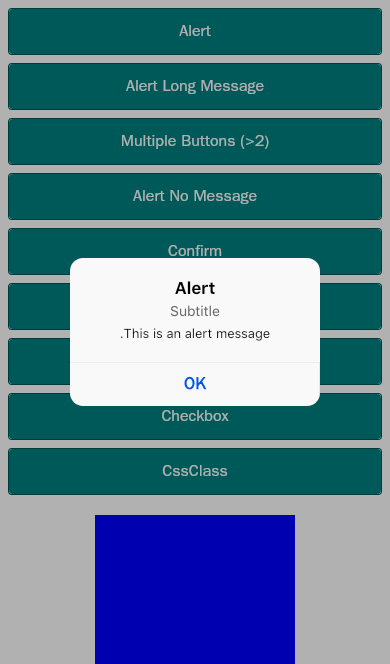 Alert
Alert Long Message
Multiple Buttons (>2)
Alert No Message
Confirm
Alert
Subtitle
.This is an alert message
OK
Checkbox
CssClass